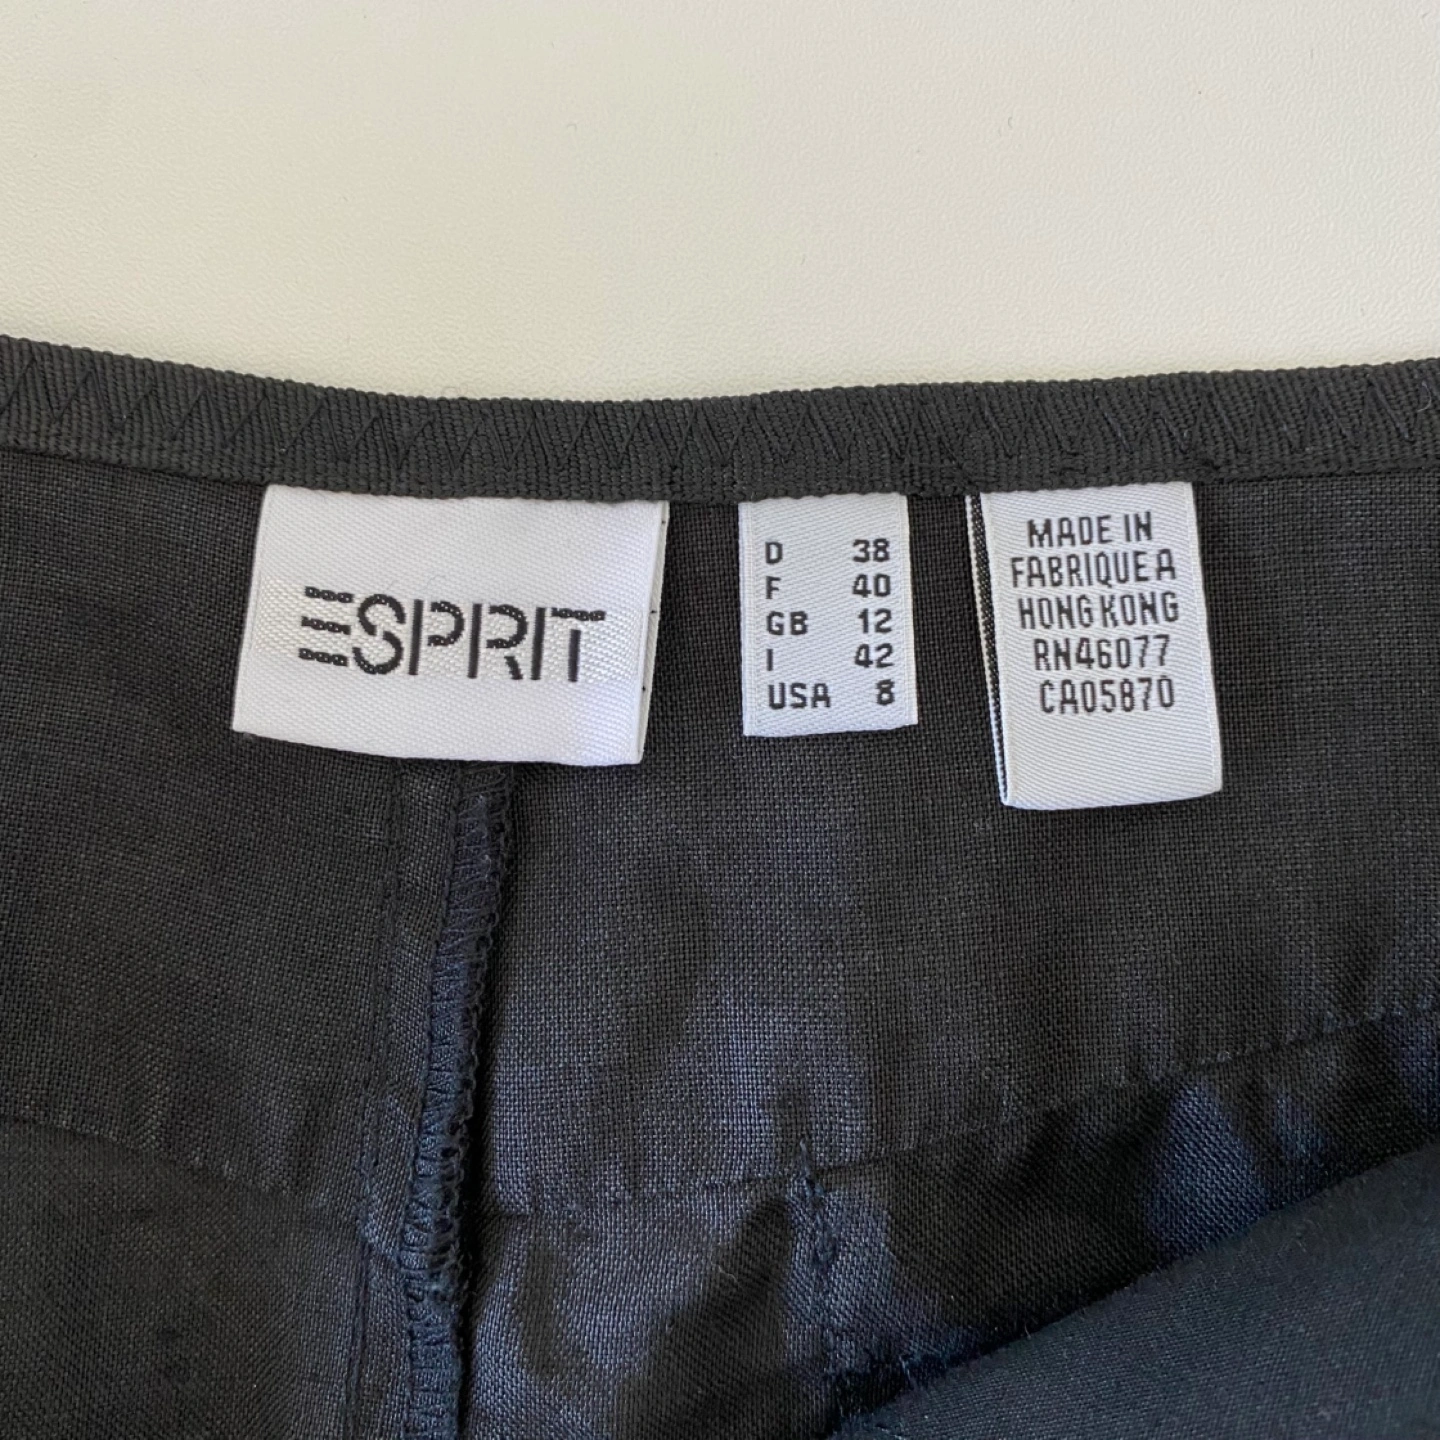 ESPRIT
D 38
F 40
GB 12
I 42
USA 8
MADE IN
FABRIQUE A
HONG KONG
RN46077
CA05870